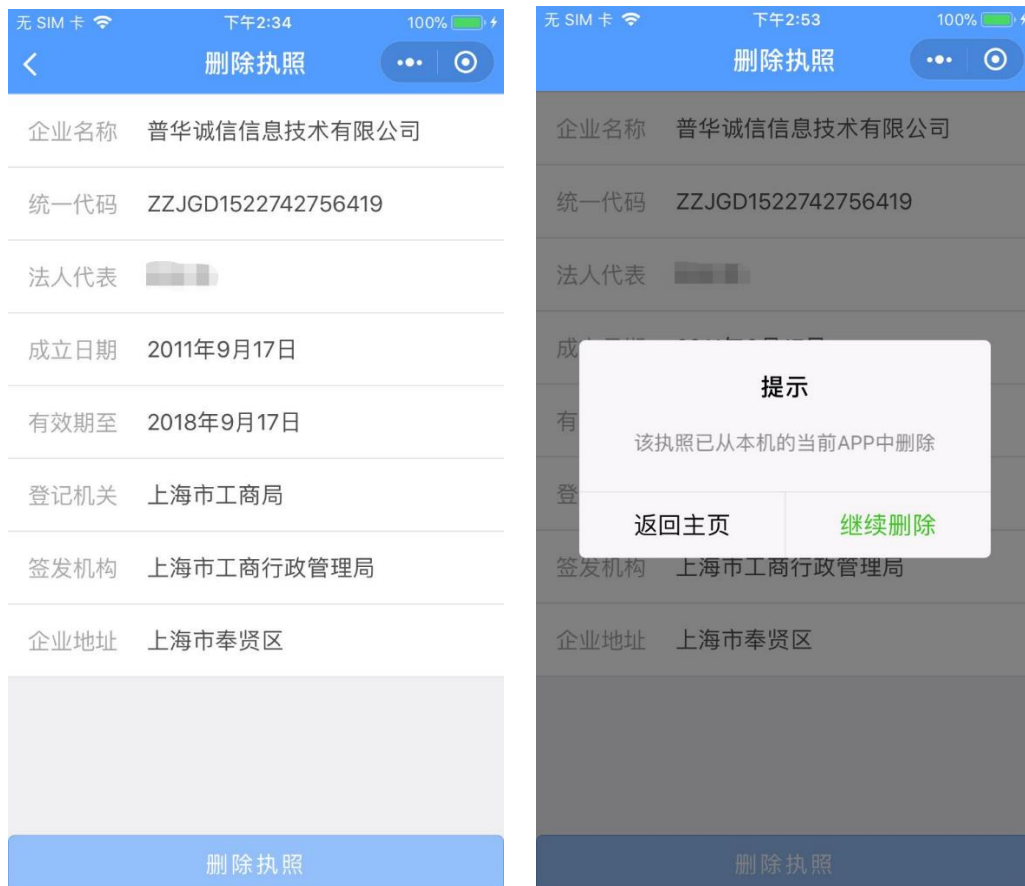 无 SIM 卡 下午2:34 100%
删除执照
企业名称 普华诚信信息技术有限公司
统一代码 ZZJGD1522742756419
法人代表
成立日期 2011年9月17日
有效期至 2018年9月17日
登记机关 上海市工商局
签发机构 上海市工商行政管理局
企业地址 上海市奉贤区
删除执照
无 SIM 卡 下午2:53 100%
删除执照
企业名称 普华诚信信息技术有限公司
统一代码 ZZJGD1522742756419
法人代表
成
提示
有
该执照已从本机的当前APP中删除
登
返回主页 继续删除
签发机构 上海市工商行政管理局
企业地址 上海市奉贤区
删除执照